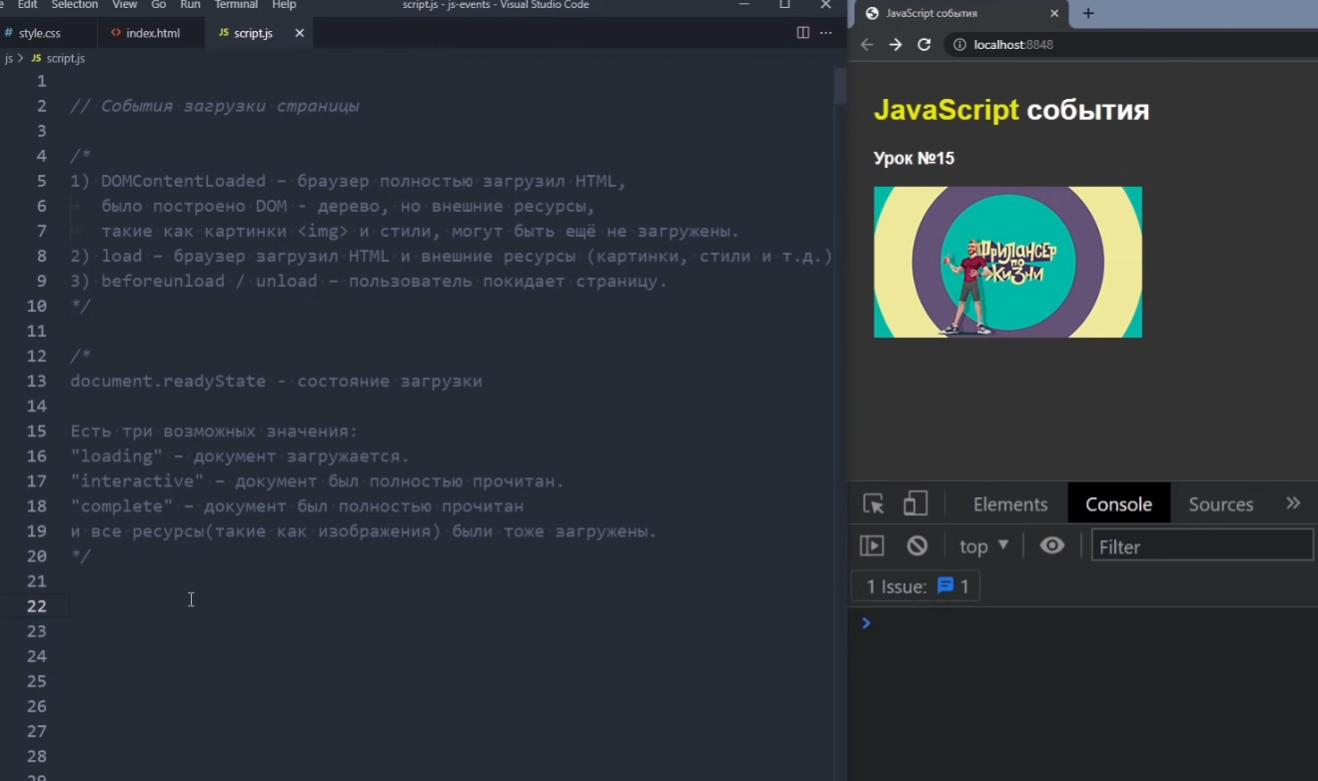 Edit Selection View Go Run Terminal Help script.js - js-events - Visual Studio Code
# style.css <> index.html JS script.js
js > JS script.js
1
2 // События загрузки страницы
3
4 /*
5 1) DOMContentLoaded – браузер полностью загрузил HTML,
6 было построено DOM - дерево, но внешние ресурсы,
7 такие как картинки <img> и стили, могут быть ещё не загружены.
8 2) load – браузер загрузил HTML и внешние ресурсы (картинки, стили и т.д.)
9 3) beforeunload / unload – пользователь покидает страницу.
10 */
11
12 /*
13 document.readyState - состояние загрузки
14
15 Есть три возможных значения:
16 "loading" – документ загружается.
17 "interactive" – документ был полностью прочитан.
18 "complete" – документ был полностью прочитан
19 и все ресурсы(такие как изображения) были тоже загружены.
20 */
21
22
23
24
25
26
27
28
29
JavaScript события
localhost:8848
JavaScript события
Урок №15
ФРИЛАНСЕР
ПО
ЖИЗНИ
Elements Console Sources
top Filter
1 Issue: 1